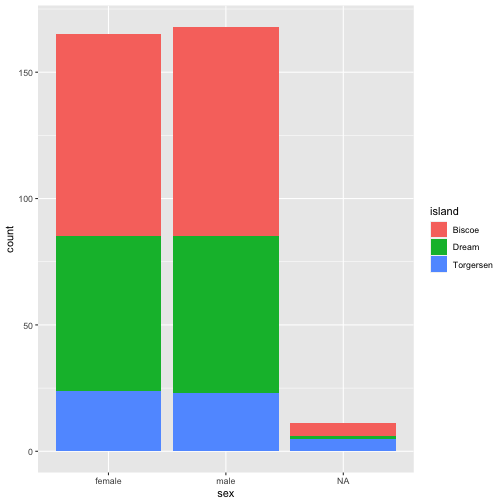 150
100
50
0
count
female male NA
sex
island
Biscoe
Dream
Torgersen